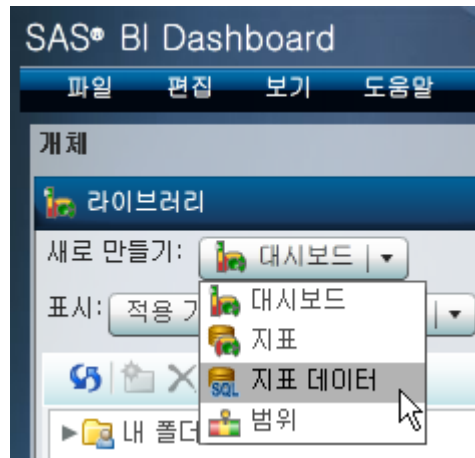 SAS® BI Dashboard
파일 편집 보기 도움말
개체
라이브러리
새로 만들기: 대시보드
표시: 적용 가
대시보드
지표
SQL 지표 데이터
범위
내 폴더